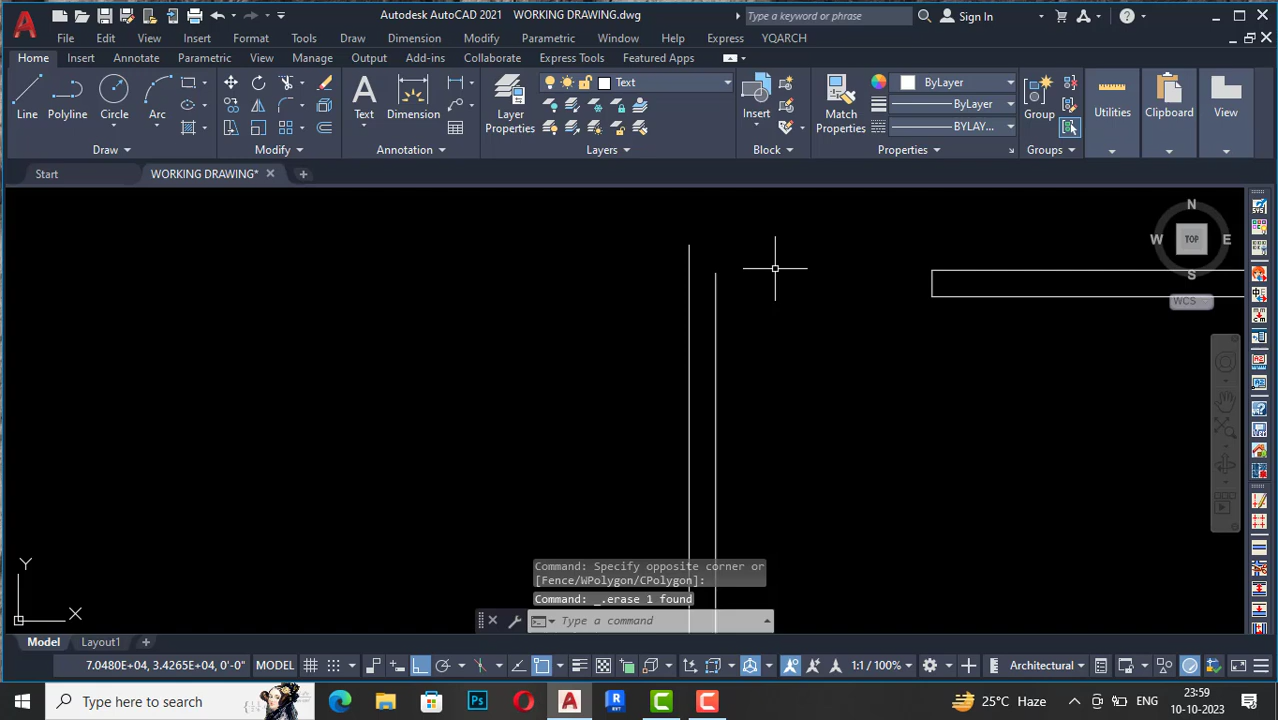 Autodesk AutoCAD 2021 WORKING DRAWING.dwg
Type a keyword or phrase
Sign In
File Edit View Insert Format Tools Draw Dimension Modify Parametric Window Help Express YQARCH
Home Insert Annotate Parametric View Manage Output Add-ins Collaborate Express Tools Featured Apps
Line
Polyline
Circle
Arc
Draw
Modify
Text
Dimension
Annotation
Layer
Properties
Text
Layers
Insert
Block
Match
Properties
ByLayer
ByLayer
BYLAY...
Properties
Group
Groups
Utilities
Clipboard
View
Start
WORKING DRAWING*
N
W
TOP
E
S
WCS
Y
X
Command: Specify opposite corner or
[Fence/WPolygon/CPolygon]:
Command: _.erase 1 found
Type a command
Model Layout1
7.0480E+04, 3.4265E+04, 0'-0" MODEL
1:1 / 100%
Architectural
Type here to search
Ps
A
R
RVT
C
C
25°C Haze
ENG
23:59
10-10-2023